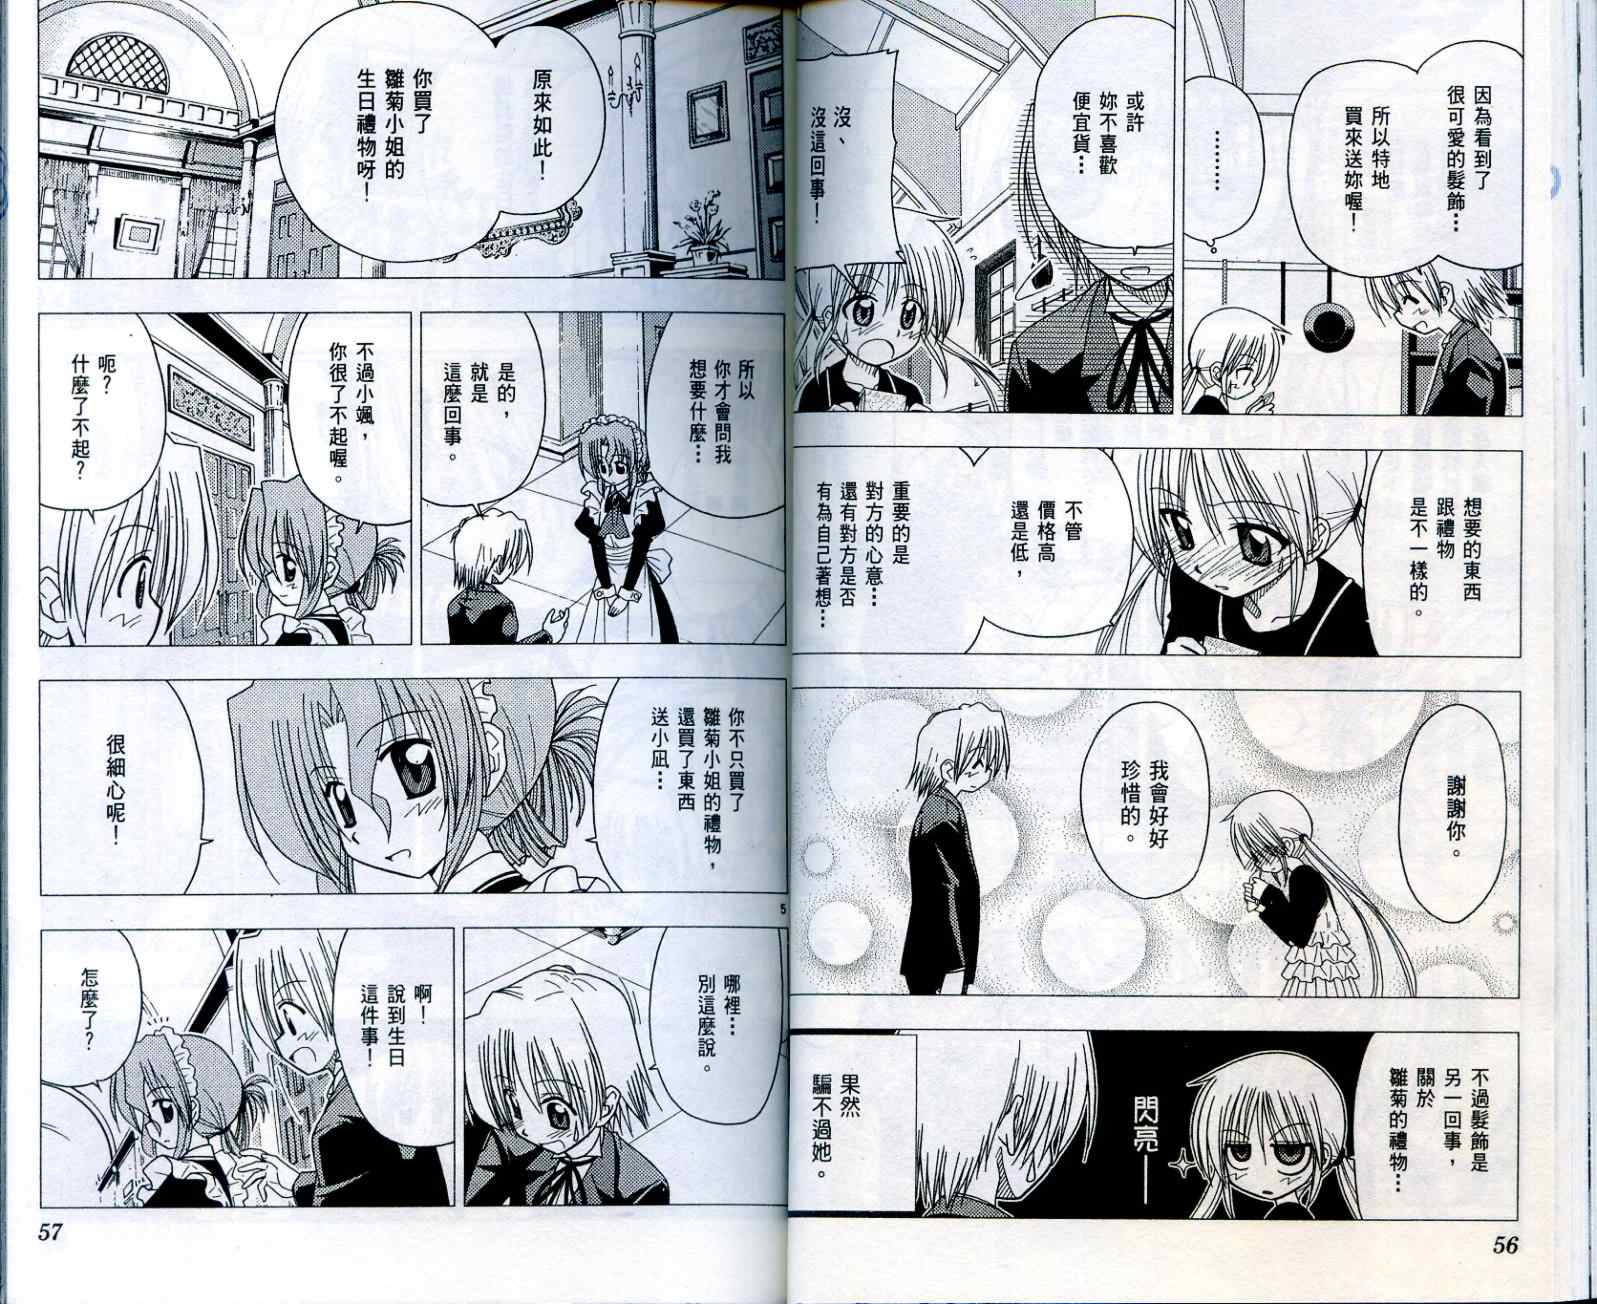 因為看到了
很可愛的髮飾…
所以特地
買來送妳喔！
………
或許
妳不喜歡
便宜貨…
沒、
沒這回事！
想要的東西
跟禮物
是不一樣的。
不管
價格高
還是低，
重要的是
對方的心意…
還有對方是否
有為自己著想…
謝謝你。
我會好好
珍惜的。
不過髮飾是
另一回事，
關於
雛菊的禮物…
閃亮——
果然
騙不過她。
56
原來如此！
你買了
雛菊小姐的
生日禮物呀！
所以
你才會問我
想要什麼…
是的，
就是
這麼回事。
不過小颯，
你很了不起喔。
呃？
什麼了不起？
你不只買了
雛菊小姐的禮物，
還買了東西
送小凪…
很細心呢！
5
哪裡…
別這麼說。
啊！
說到生日
這件事！
怎麼了？
57